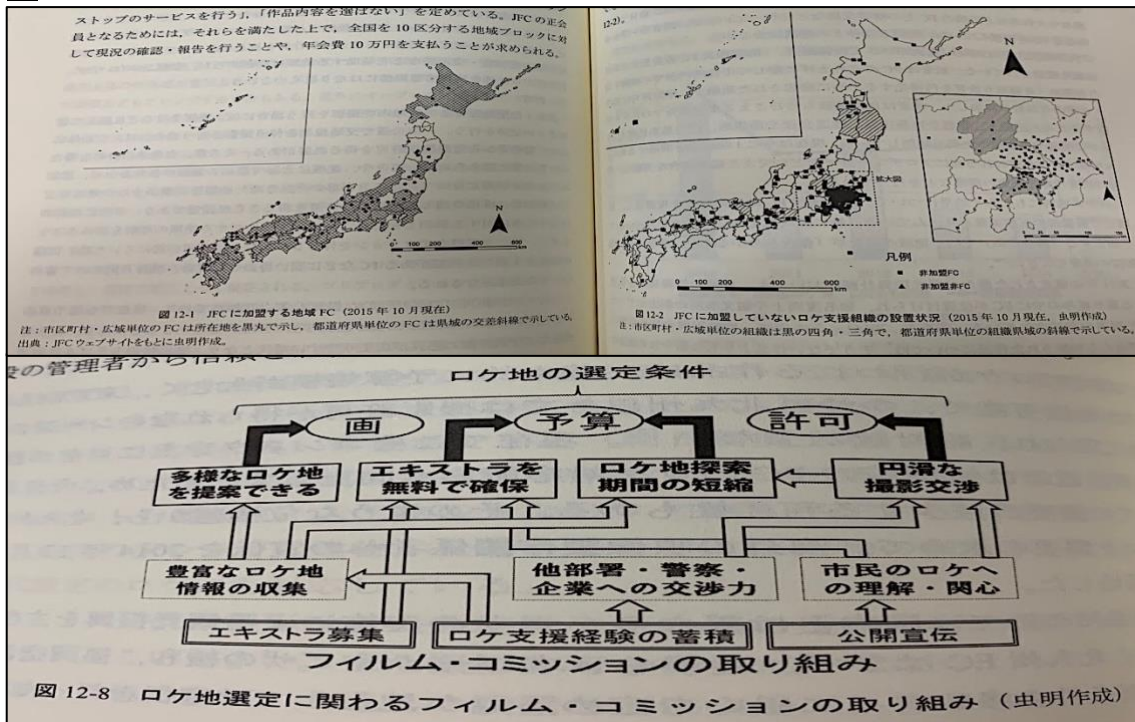 ストップのサービスを行う」，「作品内容を選ばない」を定めている。JFCの正会
員となるためには，それらを満たした上で，全国を10区分する地域ブロックに対
して現況の確認・報告を行うことや，年会費10万円を支払うことが求められる。
N
0 100 200 400 600
km
図12-1 JFCに加盟する地域FC（2015年10月現在）
注：市区町村・広域単位のFCは所在地を黒丸で示し，都道府県単位のFCは県域の交差斜線で示している
出典：JFCウェブサイトをもとに虫明作成。
12-2）。
拡大図
N
凡例
■ 非加盟FC
▲ 非加盟非FC
km
図12-2 JFCに加盟していないロケ支援組織の設置状況（2015年10月現在，虫明作成）
注：市区町村・広域単位の組織は黒の四角・三角で，都道府県単位の組織県域の斜線で示している。
設の管理者から信頼を
ロケ地の選定条件
画 予算 許可
多様なロケ地
を提案できる
エキストラを
無料で確保
ロケ地探索
期間の短縮
円滑な
撮影交渉
豊富なロケ地
情報の収集
他部署・警察・
企業への交渉力
市民のロケへ
の理解・関心
エキストラ募集 ロケ支援経験の蓄積 公開宣伝
フィルム・コミッションの取り組み
図12-8 ロケ地選定に関わるフィルム・コミッションの取り組み（虫明作成）